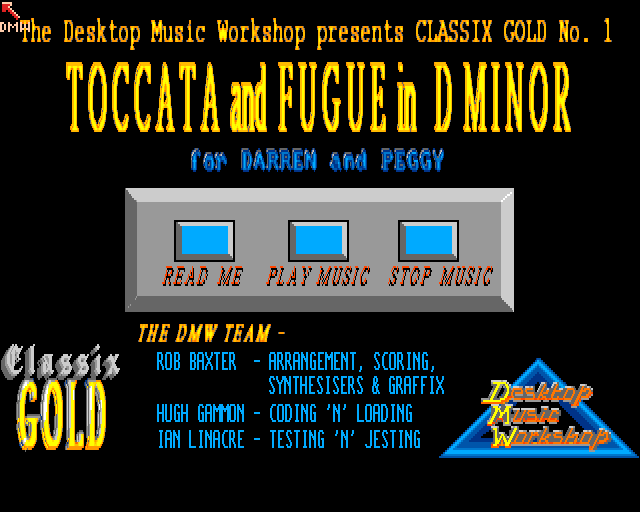 The Desktop Music Workshop presents CLASSIX GOLD No. 1
DMW
TOCCATA and FUGUE in D MINOR
for DARREN and PEGGY
READ ME PLAY MUSIC STOP MUSIC
THE DMW TEAM -
ROB BAXTER - ARRANGEMENT, SCORING,
SYNTHESISERS & GRAFFIX
HUGH GAMMON - CODING 'N' LOADING
IAN LINACRE - TESTING 'N' JESTING
Classix
GOLD
Desktop
Music
Workshop